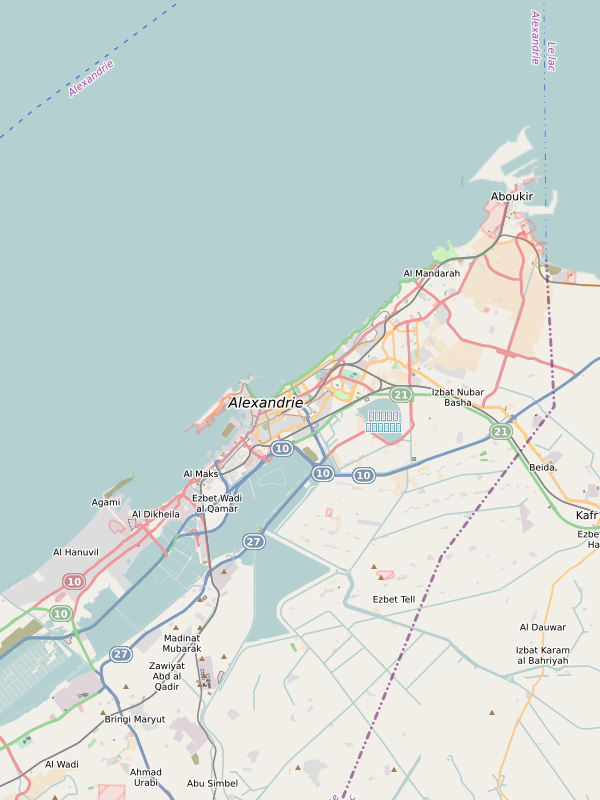 Alexandrie
Le lac
Alexandrie
Aboukir
Al Mandarah
Alexandrie
21
Izbat Nubar
Basha
21
10
10
10
Beida,
Al Maks
Agami
Ezbet Wadi
al-Qamar
Al Dikheila
Kafr
Ezbe
Ha
27
Al Hanuvil
10
10
Ezbet Tell
Al Dauwar
Madinat
Mubarak
27
Izbat Karam
al Bahriyah
Zawiyat
Abd al
Qadir
Bringi Maryut
Al Wadi
Ahmad
Urabi
Abu Simbel